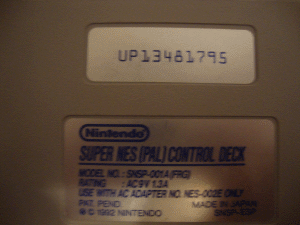 UP13481795
Nintendo
SUPER NES (PAL) CONTROL DECK
MODEL NO. : SNSP-001A (FRG)
RATING : AC 9V 1.3A
USE WITH AC ADAPTER NO. NES-002E ONLY
PAT. PEND. MADE IN JAPAN
© 1992 NINTENDO